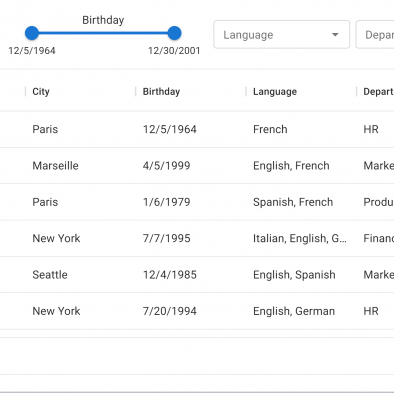 Birthday
12/5/1964 12/30/2001
Language Depar
City Birthday Language Depart
Paris 12/5/1964 French HR
Marseille 4/5/1999 English, French Marke
Paris 1/6/1979 Spanish, French Produ
New York 7/7/1995 Italian, English, G... Financ
Seattle 12/4/1985 English, Spanish Marke
New York 7/20/1994 English, German HR